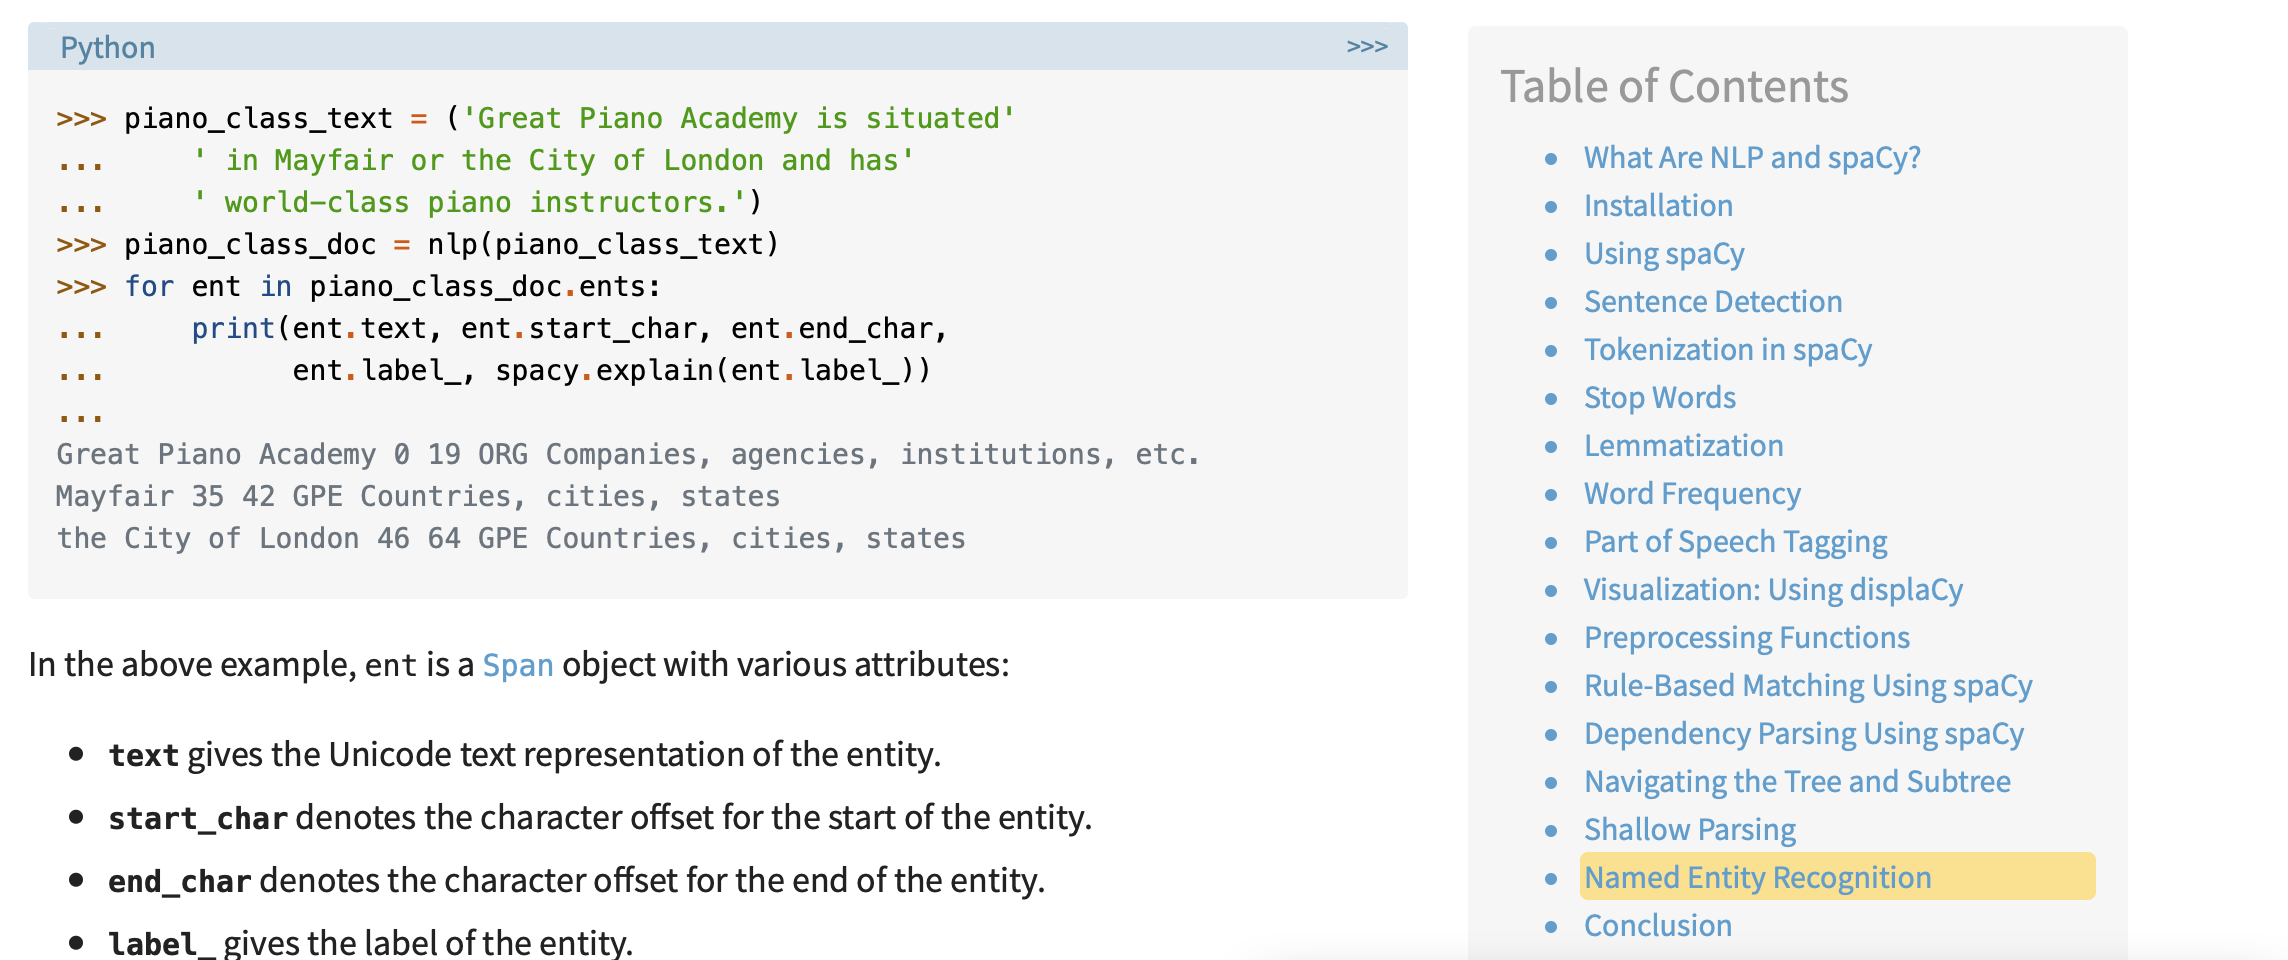 Python >>>
>>> piano_class_text = ('Great Piano Academy is situated'
...     ' in Mayfair or the City of London and has'
...     ' world-class piano instructors.')
>>> piano_class_doc = nlp(piano_class_text)
>>> for ent in piano_class_doc.ents:
...     print(ent.text, ent.start_char, ent.end_char,
...           ent.label_, spacy.explain(ent.label_))
...
Great Piano Academy 0 19 ORG Companies, agencies, institutions, etc.
Mayfair 35 42 GPE Countries, cities, states
the City of London 46 64 GPE Countries, cities, states
In the above example, ent is a Span object with various attributes:
• text gives the Unicode text representation of the entity.
• start_char denotes the character offset for the start of the entity.
• end_char denotes the character offset for the end of the entity.
• label_ gives the label of the entity.
Table of Contents
• What Are NLP and spaCy?
• Installation
• Using spaCy
• Sentence Detection
• Tokenization in spaCy
• Stop Words
• Lemmatization
• Word Frequency
• Part of Speech Tagging
• Visualization: Using displaCy
• Preprocessing Functions
• Rule-Based Matching Using spaCy
• Dependency Parsing Using spaCy
• Navigating the Tree and Subtree
• Shallow Parsing
• Named Entity Recognition
• Conclusion